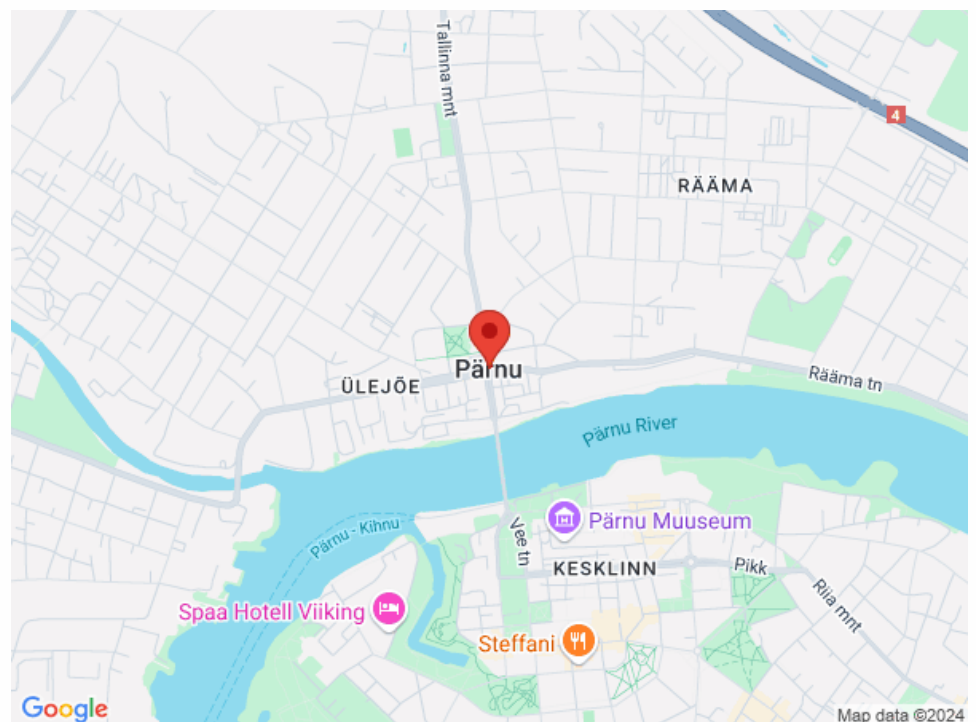 Tallinna mnt
4
RÄÄMA
Pärnu
ÜLEJÕE
Rääma tn
Pärnu River
Pärnu - Kihnu
Vee tn
Pärnu Muuseum
KESKLINN
Pikk
Riia mnt
Spaa Hotell Viiking
Steffani
Google
Map data ©2024